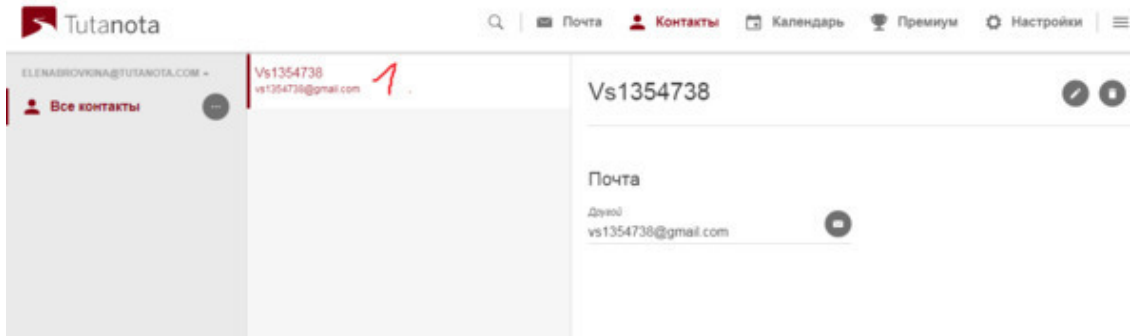 Tutanota
Почта Контакты Календарь Премиум Настройки
ELENABROVKINA@TUTANOTA.COM
Все контакты
Vs1354738
vs1354738@gmail.com
1
Vs1354738
Почта
Другой
vs1354738@gmail.com